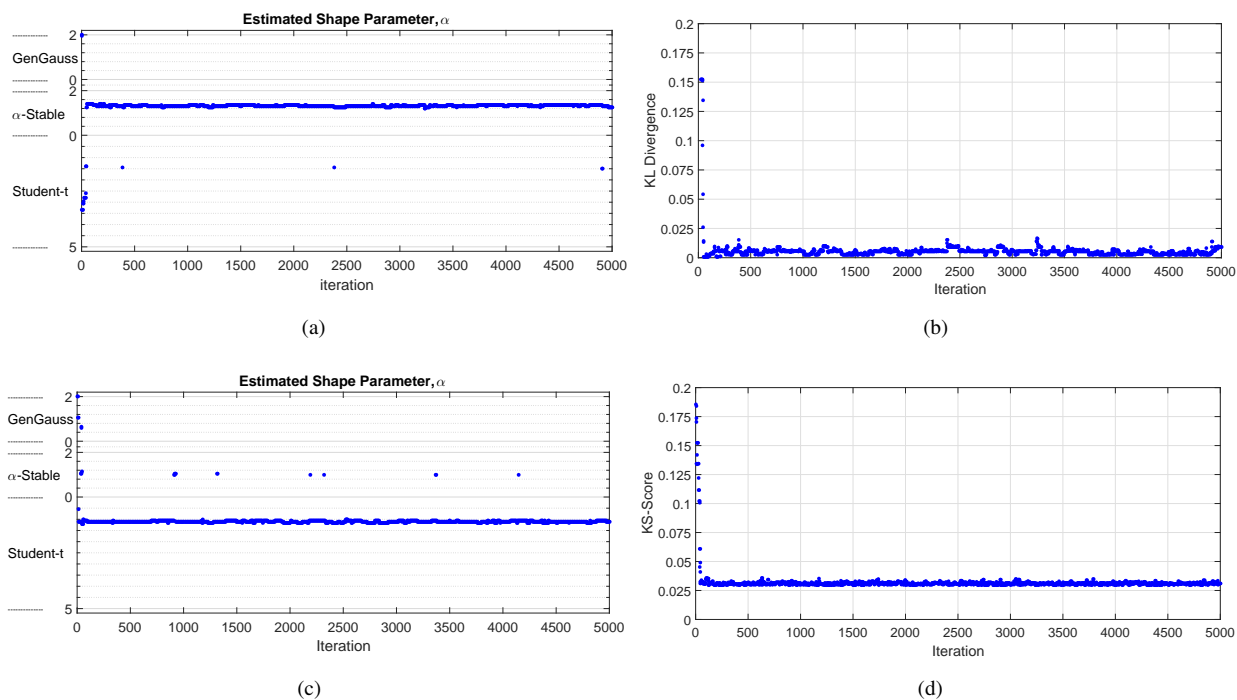 Estimated Shape Parameter, α
2
GenGauss
0
2
α-Stable
0
Student-t
5
0 500 1000 1500 2000 2500 3000 3500 4000 4500 5000
iteration
(a)
0.2
0.175
0.15
0.125
0.1
0.075
0.05
0.025
0
KL Divergence
0 500 1000 1500 2000 2500 3000 3500 4000 4500 5000
Iteration
(b)
Estimated Shape Parameter, α
2
GenGauss
0
2
α-Stable
0
Student-t
5
0 500 1000 1500 2000 2500 3000 3500 4000 4500 5000
Iteration
(c)
0.2
0.175
0.15
0.125
0.1
0.075
0.05
0.025
0
KS-Score
0 500 1000 1500 2000 2500 3000 3500 4000 4500 5000
Iteration
(d)